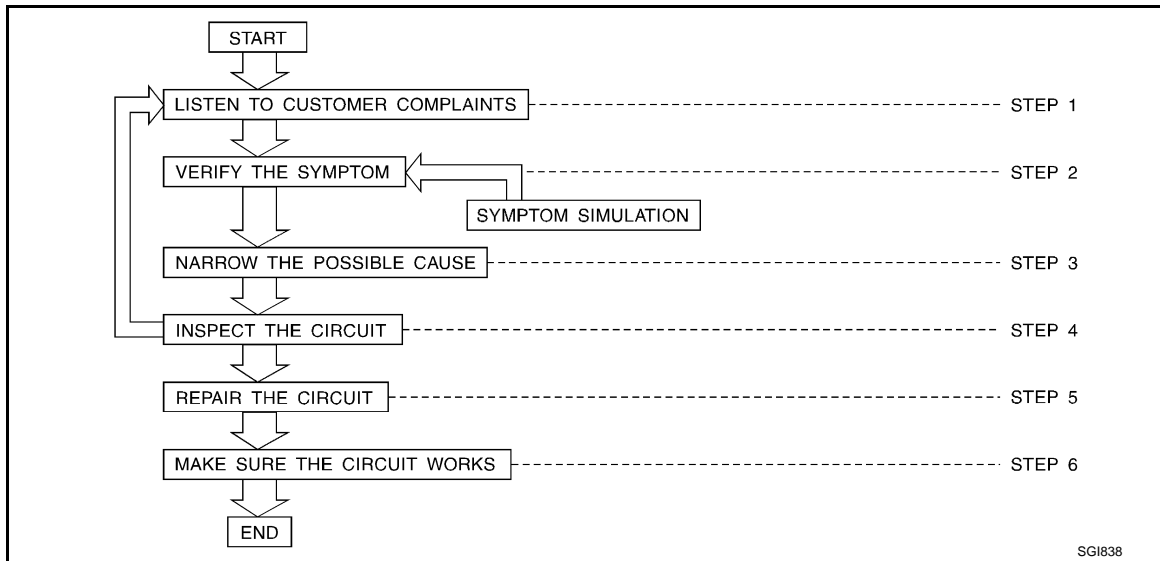 START
LISTEN TO CUSTOMER COMPLAINTS STEP 1
VERIFY THE SYMPTOM STEP 2
SYMPTOM SIMULATION
NARROW THE POSSIBLE CAUSE STEP 3
INSPECT THE CIRCUIT STEP 4
REPAIR THE CIRCUIT STEP 5
MAKE SURE THE CIRCUIT WORKS STEP 6
END
SGI838